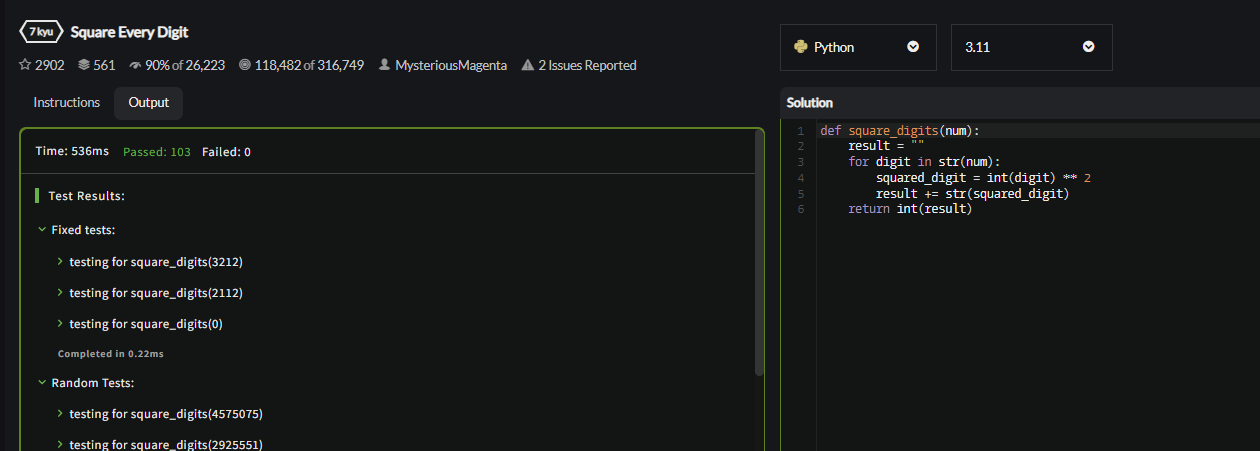 7 kyu Square Every Digit
2902 561 90% of 26,223 118,482 of 316,749 MysteriousMagenta 2 Issues Reported
Instructions Output
Time: 536ms Passed: 103 Failed: 0
Test Results:
Fixed tests:
testing for square_digits(3212)
testing for square_digits(2112)
testing for square_digits(0)
Completed in 0.22ms
Random Tests:
testing for square_digits(4575075)
testing for square_digits(2925551)
Python 3.11
Solution
1 def square_digits(num):
2     result = ""
3     for digit in str(num):
4         squared_digit = int(digit) ** 2
5         result += str(squared_digit)
6     return int(result)